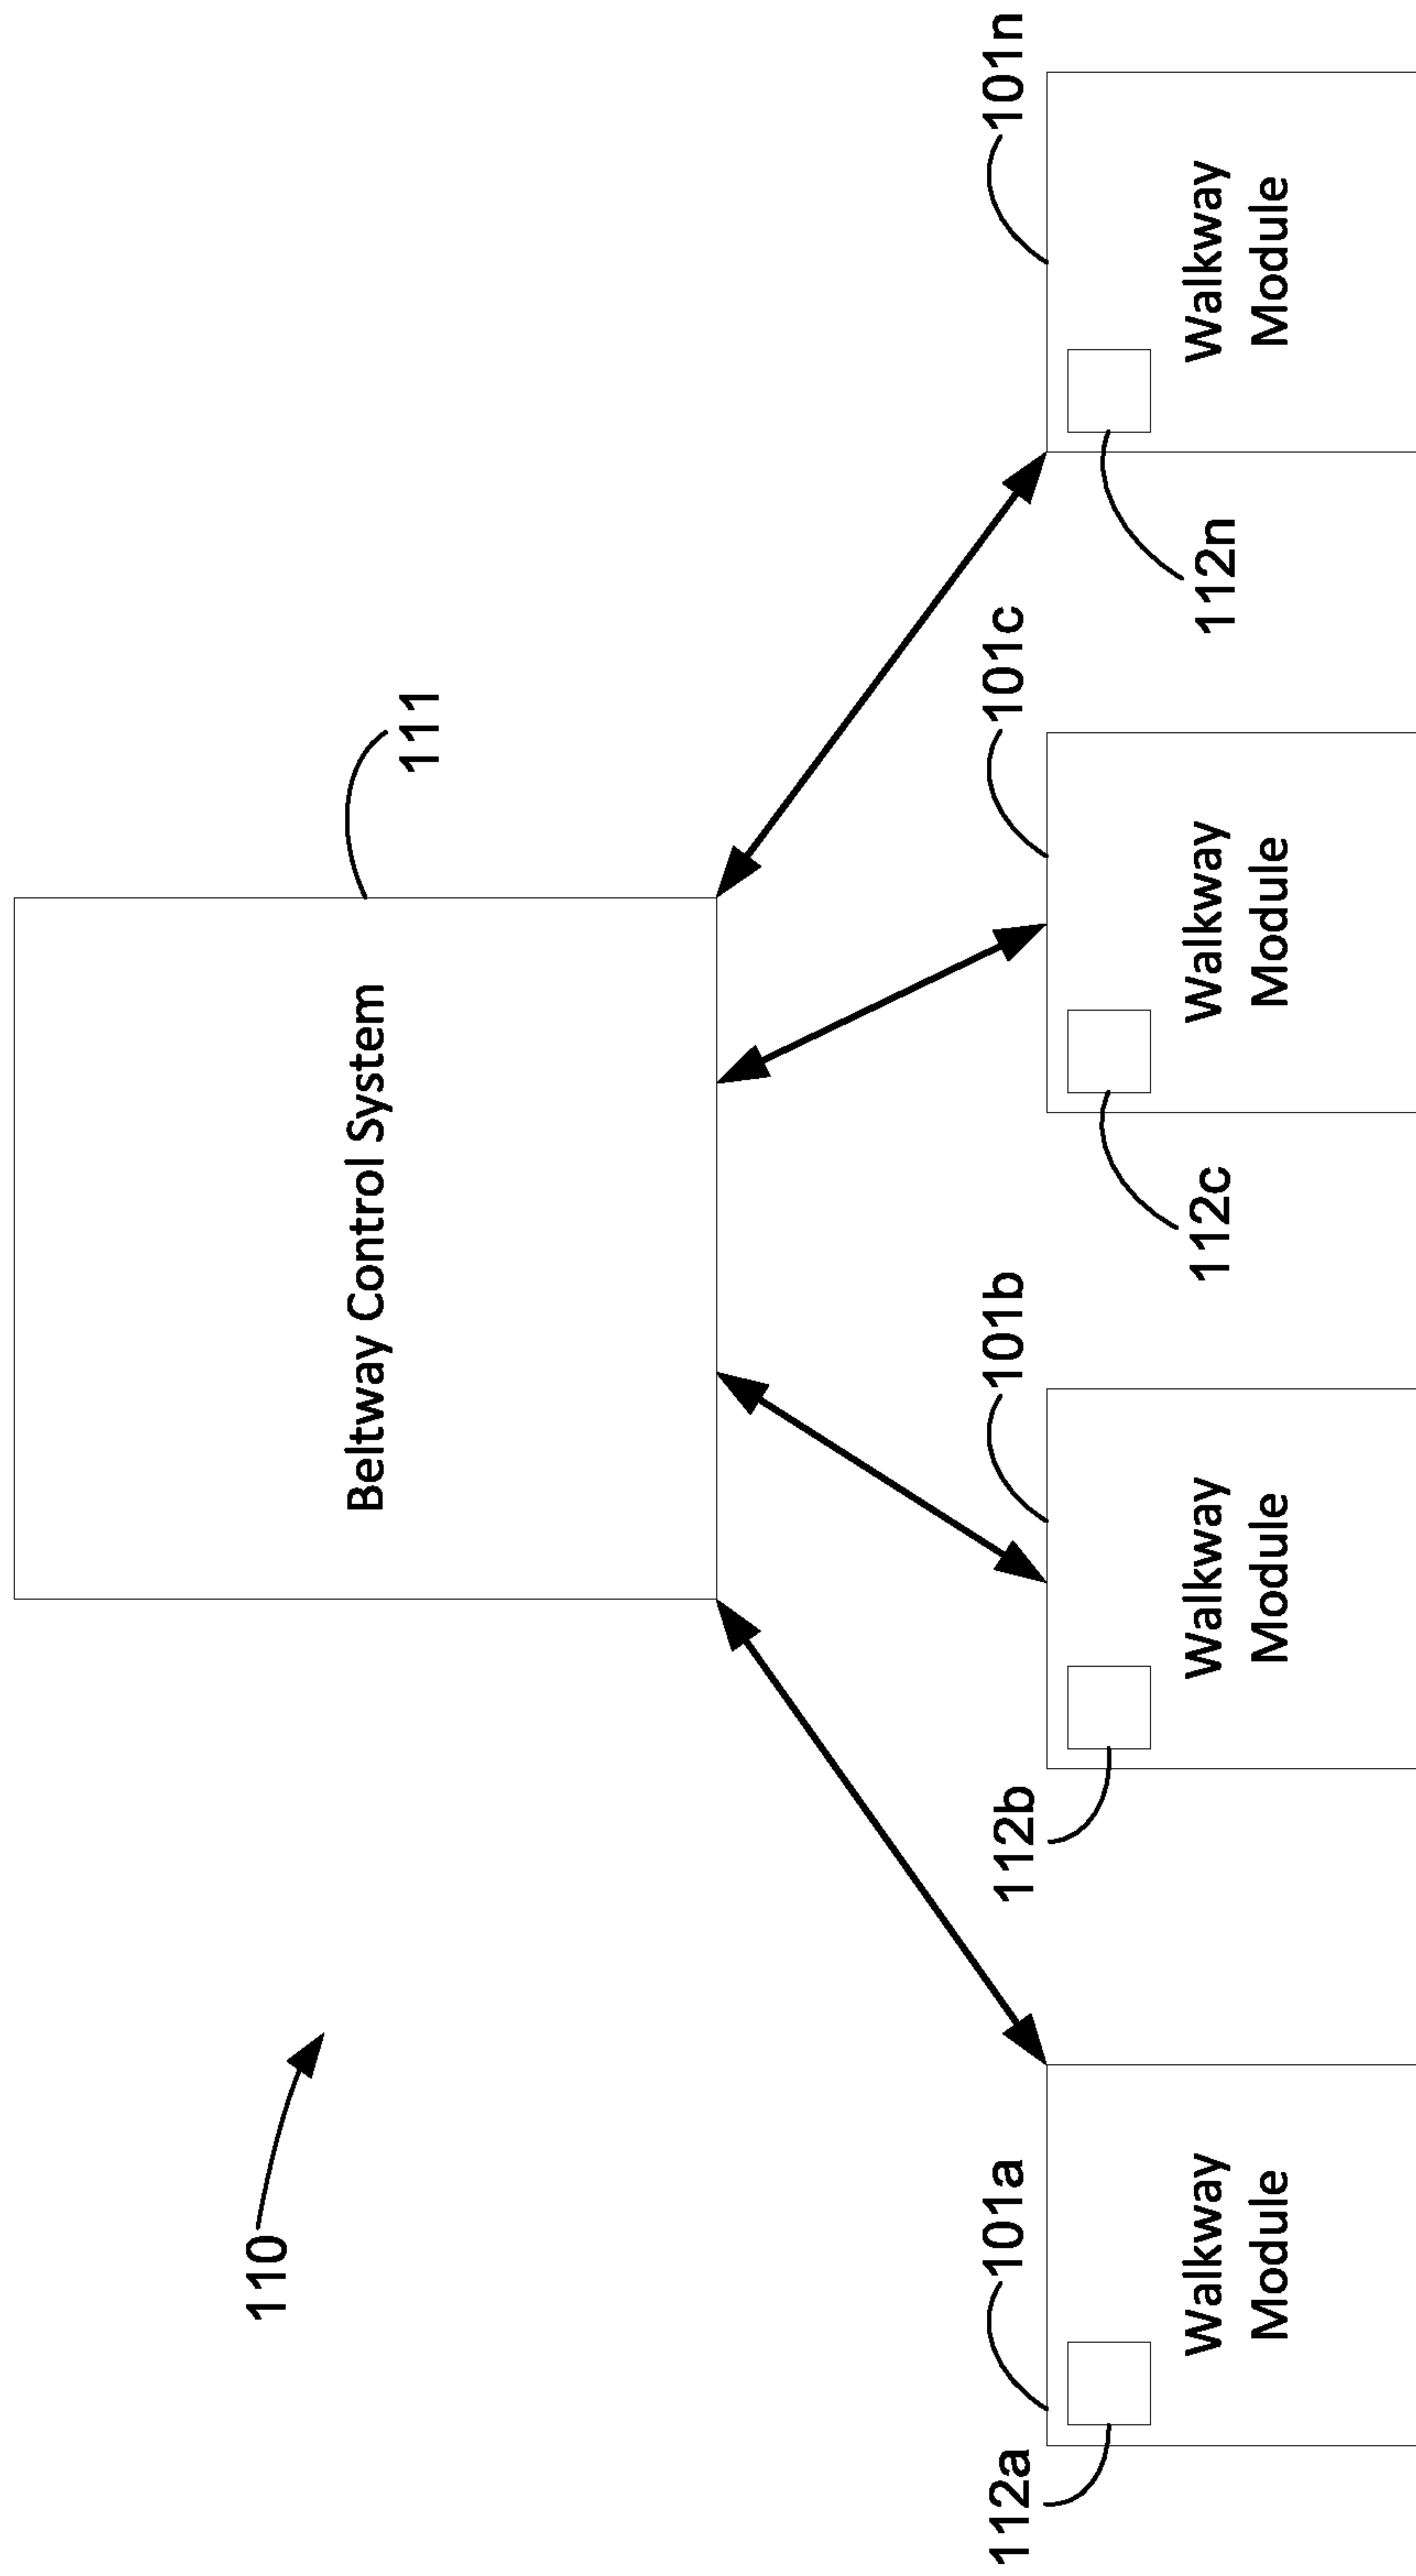 110
Beltway Control System
111
112a
101a
112b
101b
101c
101n
112c
112n
Walkway
Module
Walkway
Module
Walkway
Module
Walkway
Module